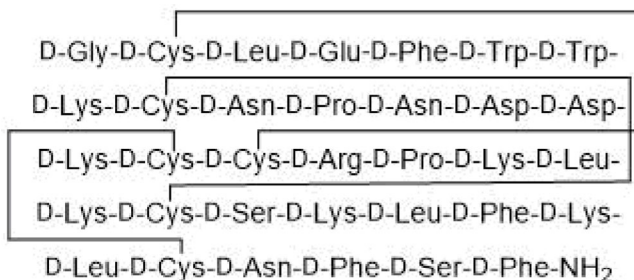 D-Gly-D-Cys-D-Leu-D-Glu-D-Phe-D-Trp-D-Trp-
D-Lys-D-Cys-D-Asn-D-Pro-D-Asn-D-Asp-D-Asp-
D-Lys-D-Cys-D-Cys-D-Arg-D-Pro-D-Lys-D-Leu-
D-Lys-D-Cys-D-Ser-D-Lys-D-Leu-D-Phe-D-Lys-
D-Leu-D-Cys-D-Asn-D-Phe-D-Ser-D-Phe-NH₂